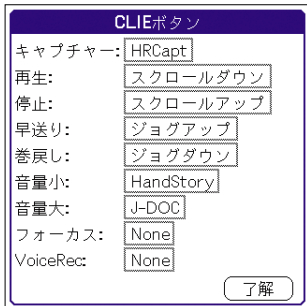 CLIEボタン
キャプチャー: HRCapt
再生: スクロールダウン
停止: スクロールアップ
早送り: ジョグアップ
巻戻し: ジョグダウン
音量小: HandStory
音量大: J-DOC
フォーカス: None
VoiceRec: None
了解